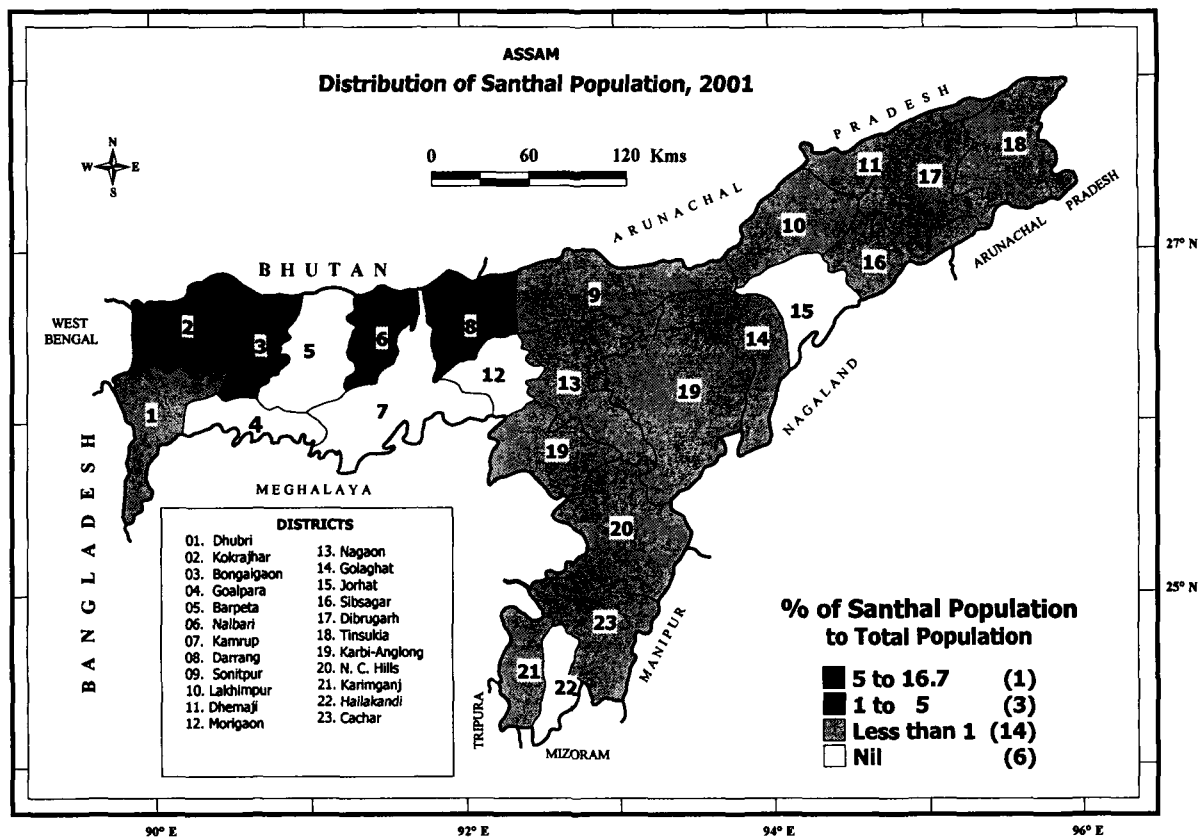 ASSAM
Distribution of Santhal Population, 2001
N
W E
S
0 60 120 Kms
ARUNACHAL PRADESH
ARUNACHAL PRADESH
27° N
BHUTAN
WEST
BENGAL
BANGLADESH
MEGHALAYA
NAGALAND
MANIPUR
TRIPURA
MIZORAM
25° N
1
2
3
4
5
6
7
8
9
10
11
12
13
14
15
16
17
18
19
19
20
21
22
23
DISTRICTS
01. Dhubri
02. Kokrajhar
03. Bongaigaon
04. Goalpara
05. Barpeta
06. Nalbari
07. Kamrup
08. Darrang
09. Sonitpur
10. Lakhimpur
11. Dhemaji
12. Morigaon
13. Nagaon
14. Golaghat
15. Jorhat
16. Sibsagar
17. Dibrugarh
18. Tinsukia
19. Karbi-Anglong
20. N. C. Hills
21. Karimganj
22. Hailakandi
23. Cachar
% of Santhal Population
to Total Population
5 to 16.7 (1)
1 to 5 (3)
Less than 1 (14)
Nil (6)
90° E 92° E 94° E 96° E